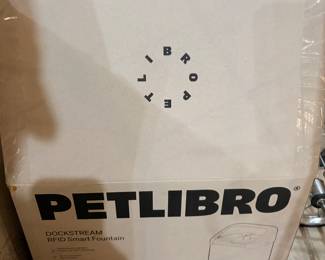 PETLIBRO
PETLIBRO®
DOCKSTREAM
RFID Smart Fountain